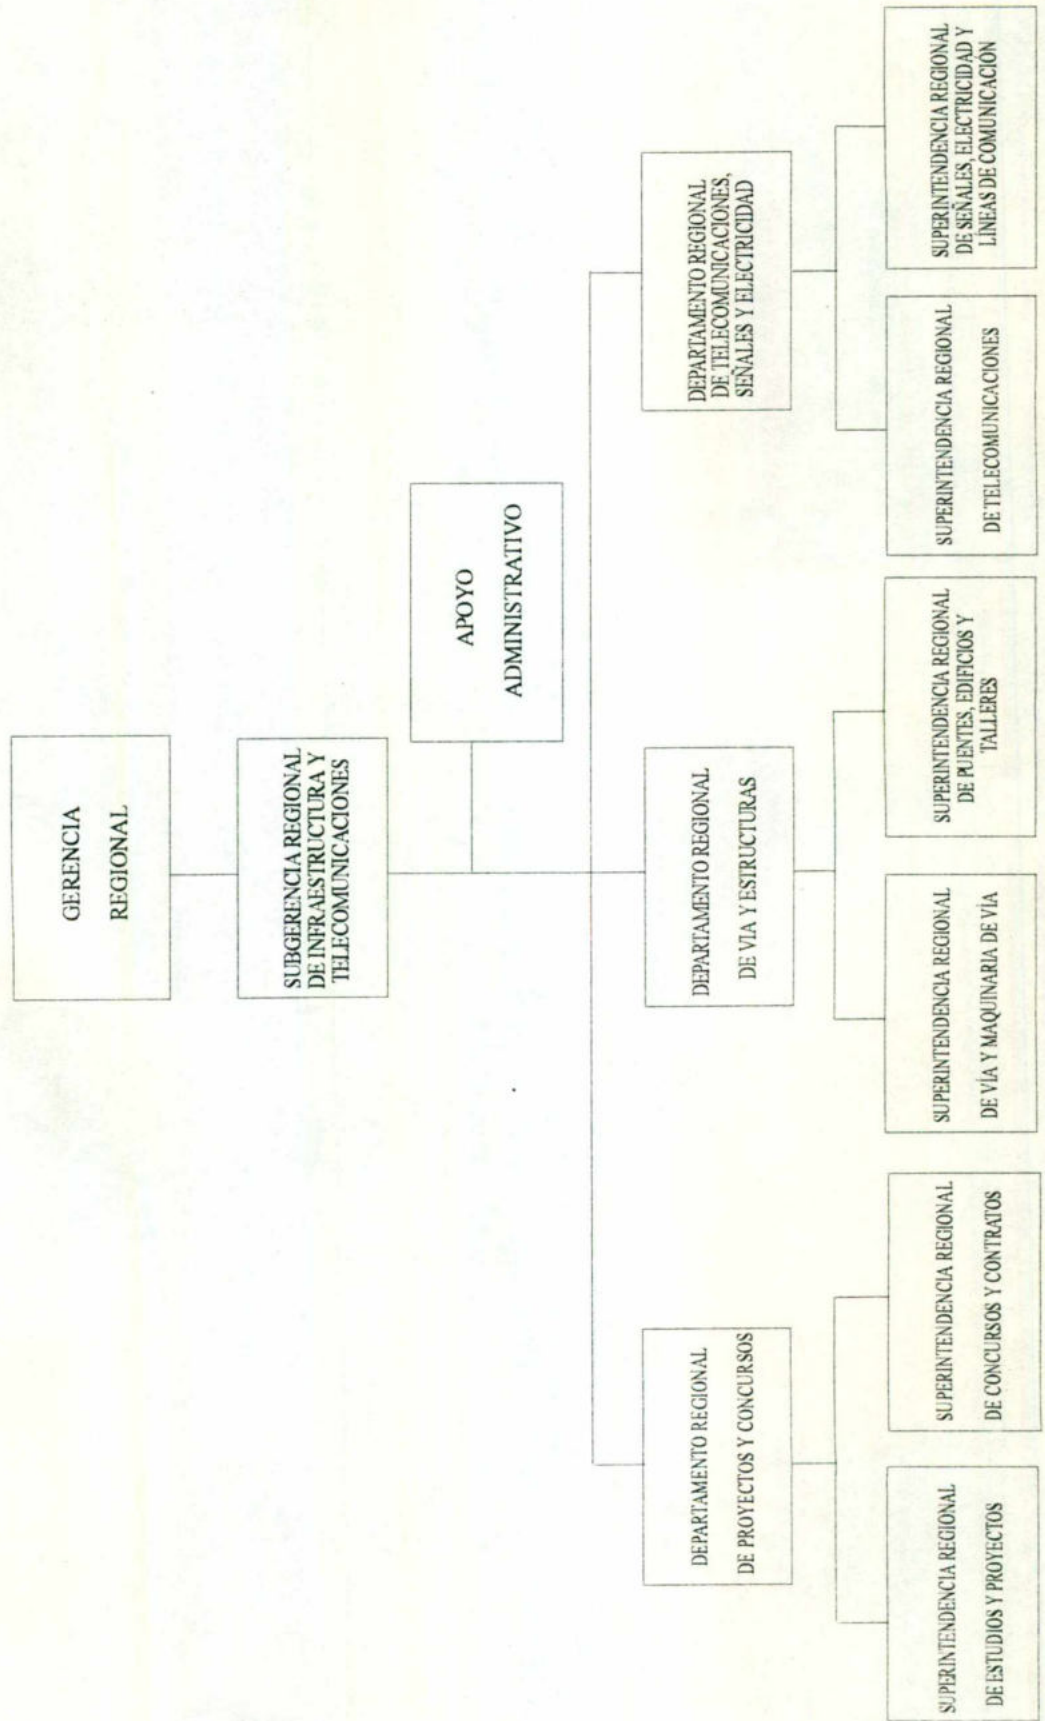 GERENCIA
REGIONAL
SUBGERENCIA REGIONAL
DE INFRAESTRUCTURA Y
TELECOMUNICACIONES
APOYO
ADMINISTRATIVO
DEPARTAMENTO REGIONAL
DE PROYECTOS Y CONCURSOS
DEPARTAMENTO REGIONAL
DE VIA Y ESTRUCTURAS
DEPARTAMENTO REGIONAL
DE TELECOMUNICACIONES,
SEÑALES Y ELECTRICIDAD
SUPERINTENDENCIA REGIONAL
DE ESTUDIOS Y PROYECTOS
SUPERINTENDENCIA REGIONAL
DE CONCURSOS Y CONTRATOS
SUPERINTENDENCIA REGIONAL
DE VÍA Y MAQUINARIA DE VÍA
SUPERINTENDENCIA REGIONAL
DE PUENTES, EDIFICIOS Y
TALLERES
SUPERINTENDENCIA REGIONAL
DE TELECOMUNICACIONES
SUPERINTENDENCIA REGIONAL
DE SEÑALES, ELECTRICIDAD Y
LÍNEAS DE COMUNICACIÓN